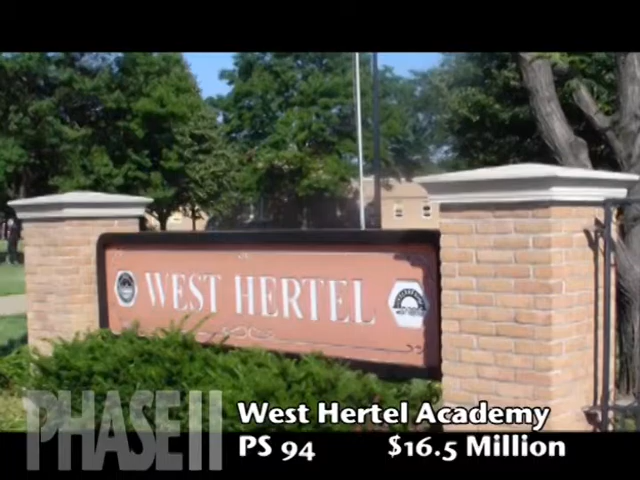 WEST HERTEL
PHASE II
West Hertel Academy
PS 94 $16.5 Million